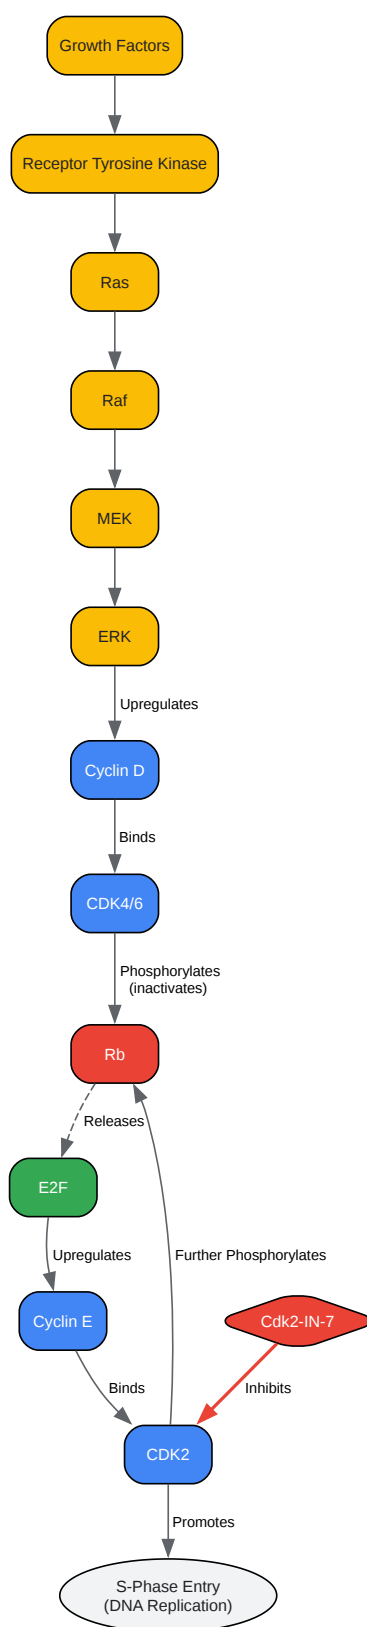 Growth Factors
Receptor Tyrosine Kinase
Ras
Raf
MEK
ERK
Upregulates
Cyclin D
Binds
CDK4/6
Phosphorylates
(inactivates)
Rb
Releases
E2F
Upregulates
Further Phosphorylates
Cyclin E
Cdk2-IN-7
Binds
Inhibits
CDK2
Promotes
S-Phase Entry
(DNA Replication)